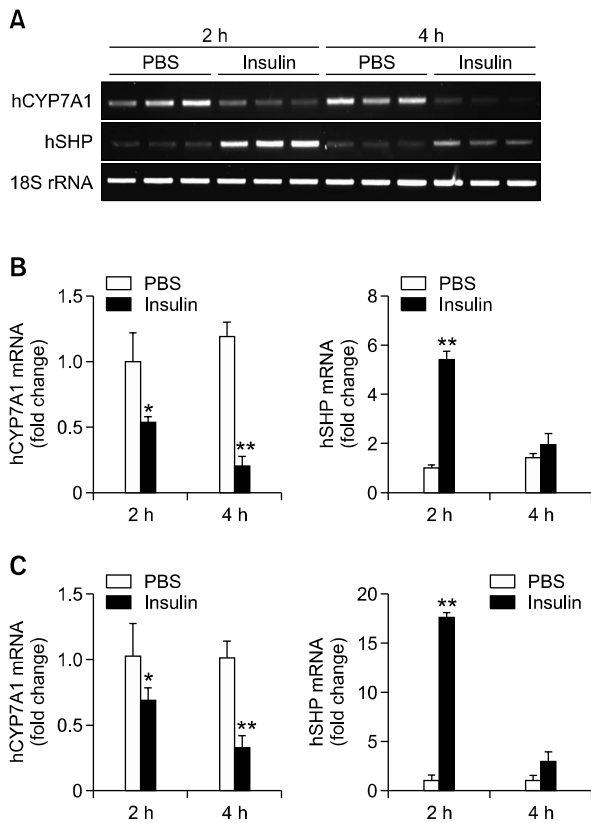 A
2 h 4 h
PBS Insulin PBS Insulin
hCYP7A1
hSHP
18S rRNA
B
PBS
Insulin
hCYP7A1 mRNA
(fold change)
1.5
1.0
0.5
0
*
**
2 h 4 h
PBS
Insulin
hSHP mRNA
(fold change)
8
6
4
2
0
**
2 h 4 h
C
PBS
Insulin
hCYP7A1 mRNA
(fold change)
1.5
1.0
0.5
0
*
**
2 h 4 h
PBS
Insulin
hSHP mRNA
(fold change)
20
15
10
5
0
**
2 h 4 h